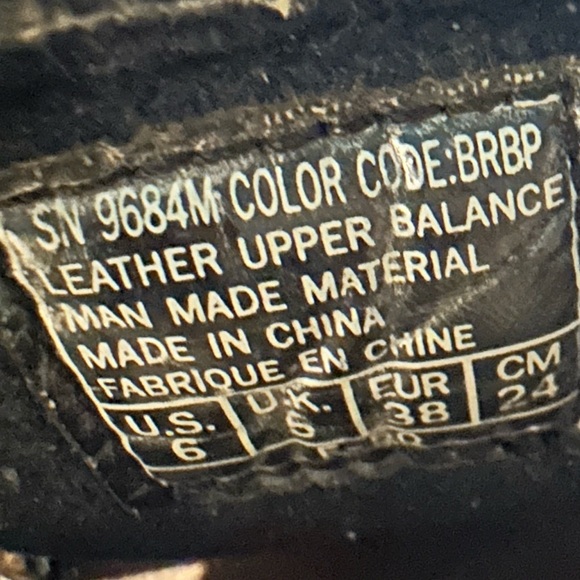 SN 9684M COLOR CODE:BRBP
LEATHER UPPER BALANCE
MAN MADE MATERIAL
MADE IN CHINA
FABRIQUE EN CHINE
U.S. U.K. EUR CM
6 38 24